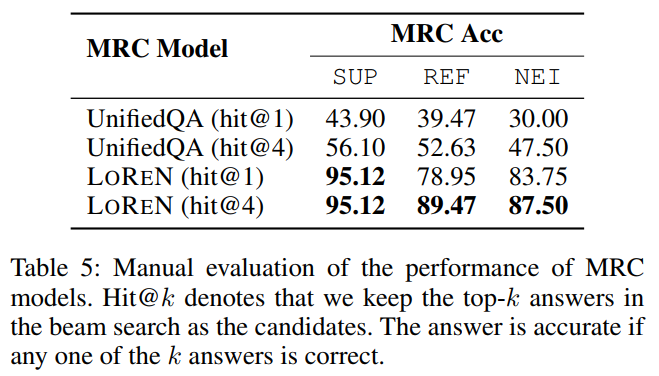 MRC Model MRC Acc
SUP REF NEI
UnifiedQA (hit@1) 43.90 39.47 30.00
UnifiedQA (hit@4) 56.10 52.63 47.50
LOREN (hit@1) 95.12 78.95 83.75
LOREN (hit@4) 95.12 89.47 87.50
Table 5: Manual evaluation of the performance of MRC
models. Hit@k denotes that we keep the top-k answers in
the beam search as the candidates. The answer is accurate if
any one of the k answers is correct.